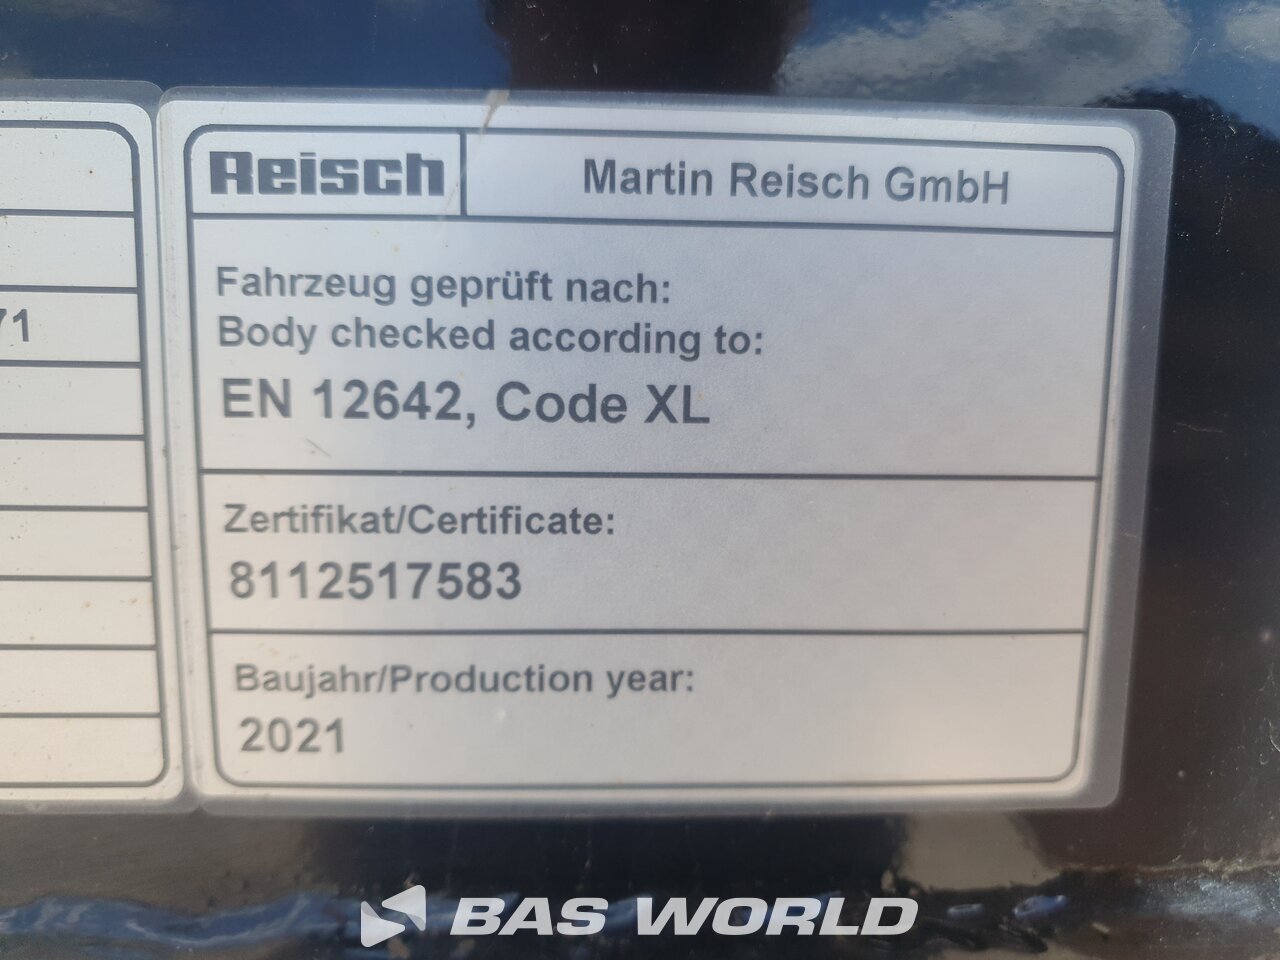 71
Reisch
Martin Reisch GmbH
Fahrzeug geprüft nach:
Body checked according to:
EN 12642, Code XL
Zertifikat/Certificate:
8112517583
Baujahr/Production year:
2021
BAS WORLD